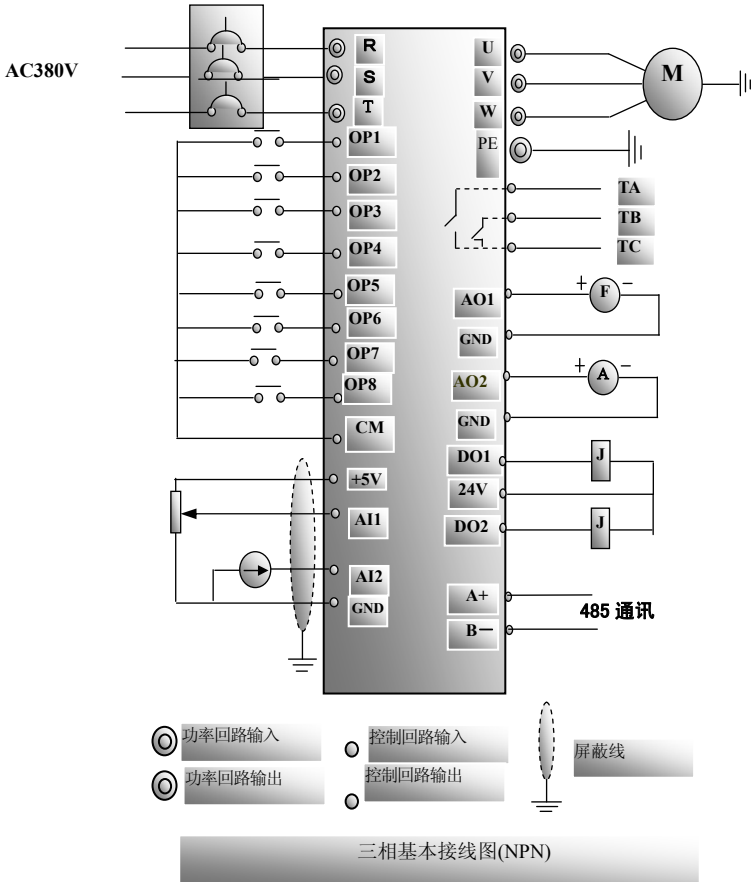 AC380V
R
S
T
OP1
OP2
OP3
OP4
OP5
OP6
OP7
OP8
CM
+5V
AI1
AI2
GND
U
V
W
PE
M
TA
TB
TC
AO1
+ F −
GND
AO2
+ A −
GND
DO1
J
24V
DO2
J
A+
B−
485 通讯
功率回路输入
控制回路输入
屏蔽线
功率回路输出
控制回路输出
三相基本接线图(NPN)